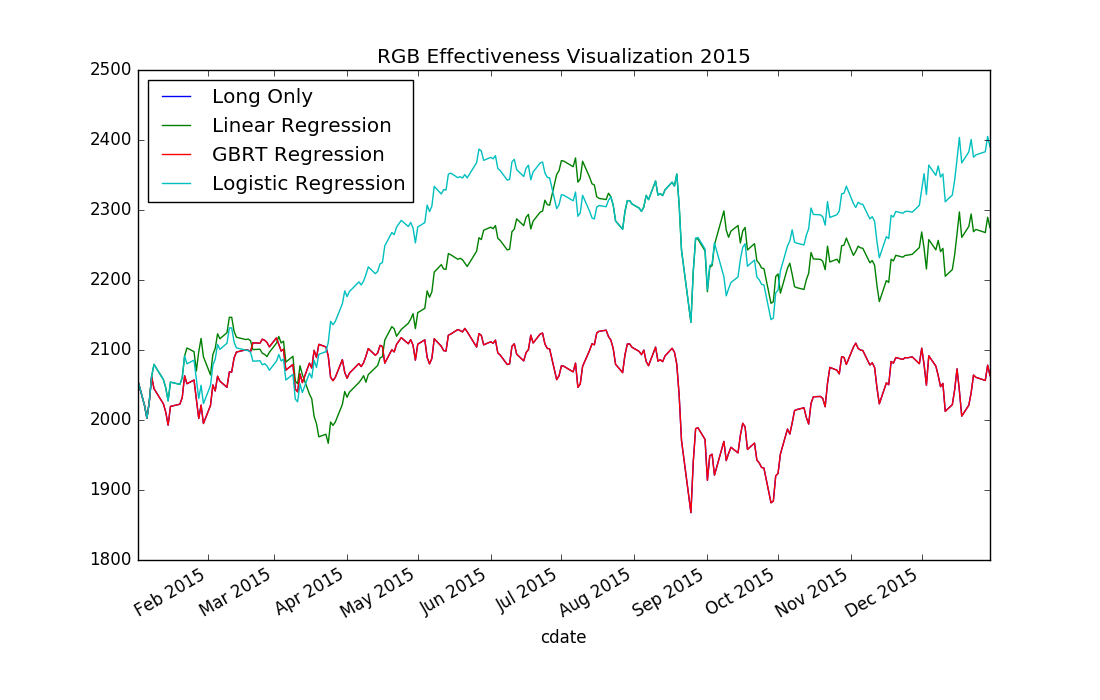 RGB Effectiveness Visualization 2015
2500
2400
2300
2200
2100
2000
1900
1800
Long Only
Linear Regression
GBRT Regression
Logistic Regression
Feb 2015
Mar 2015
Apr 2015
May 2015
Jun 2015
Jul 2015
Aug 2015
Sep 2015
Oct 2015
Nov 2015
Dec 2015
cdate